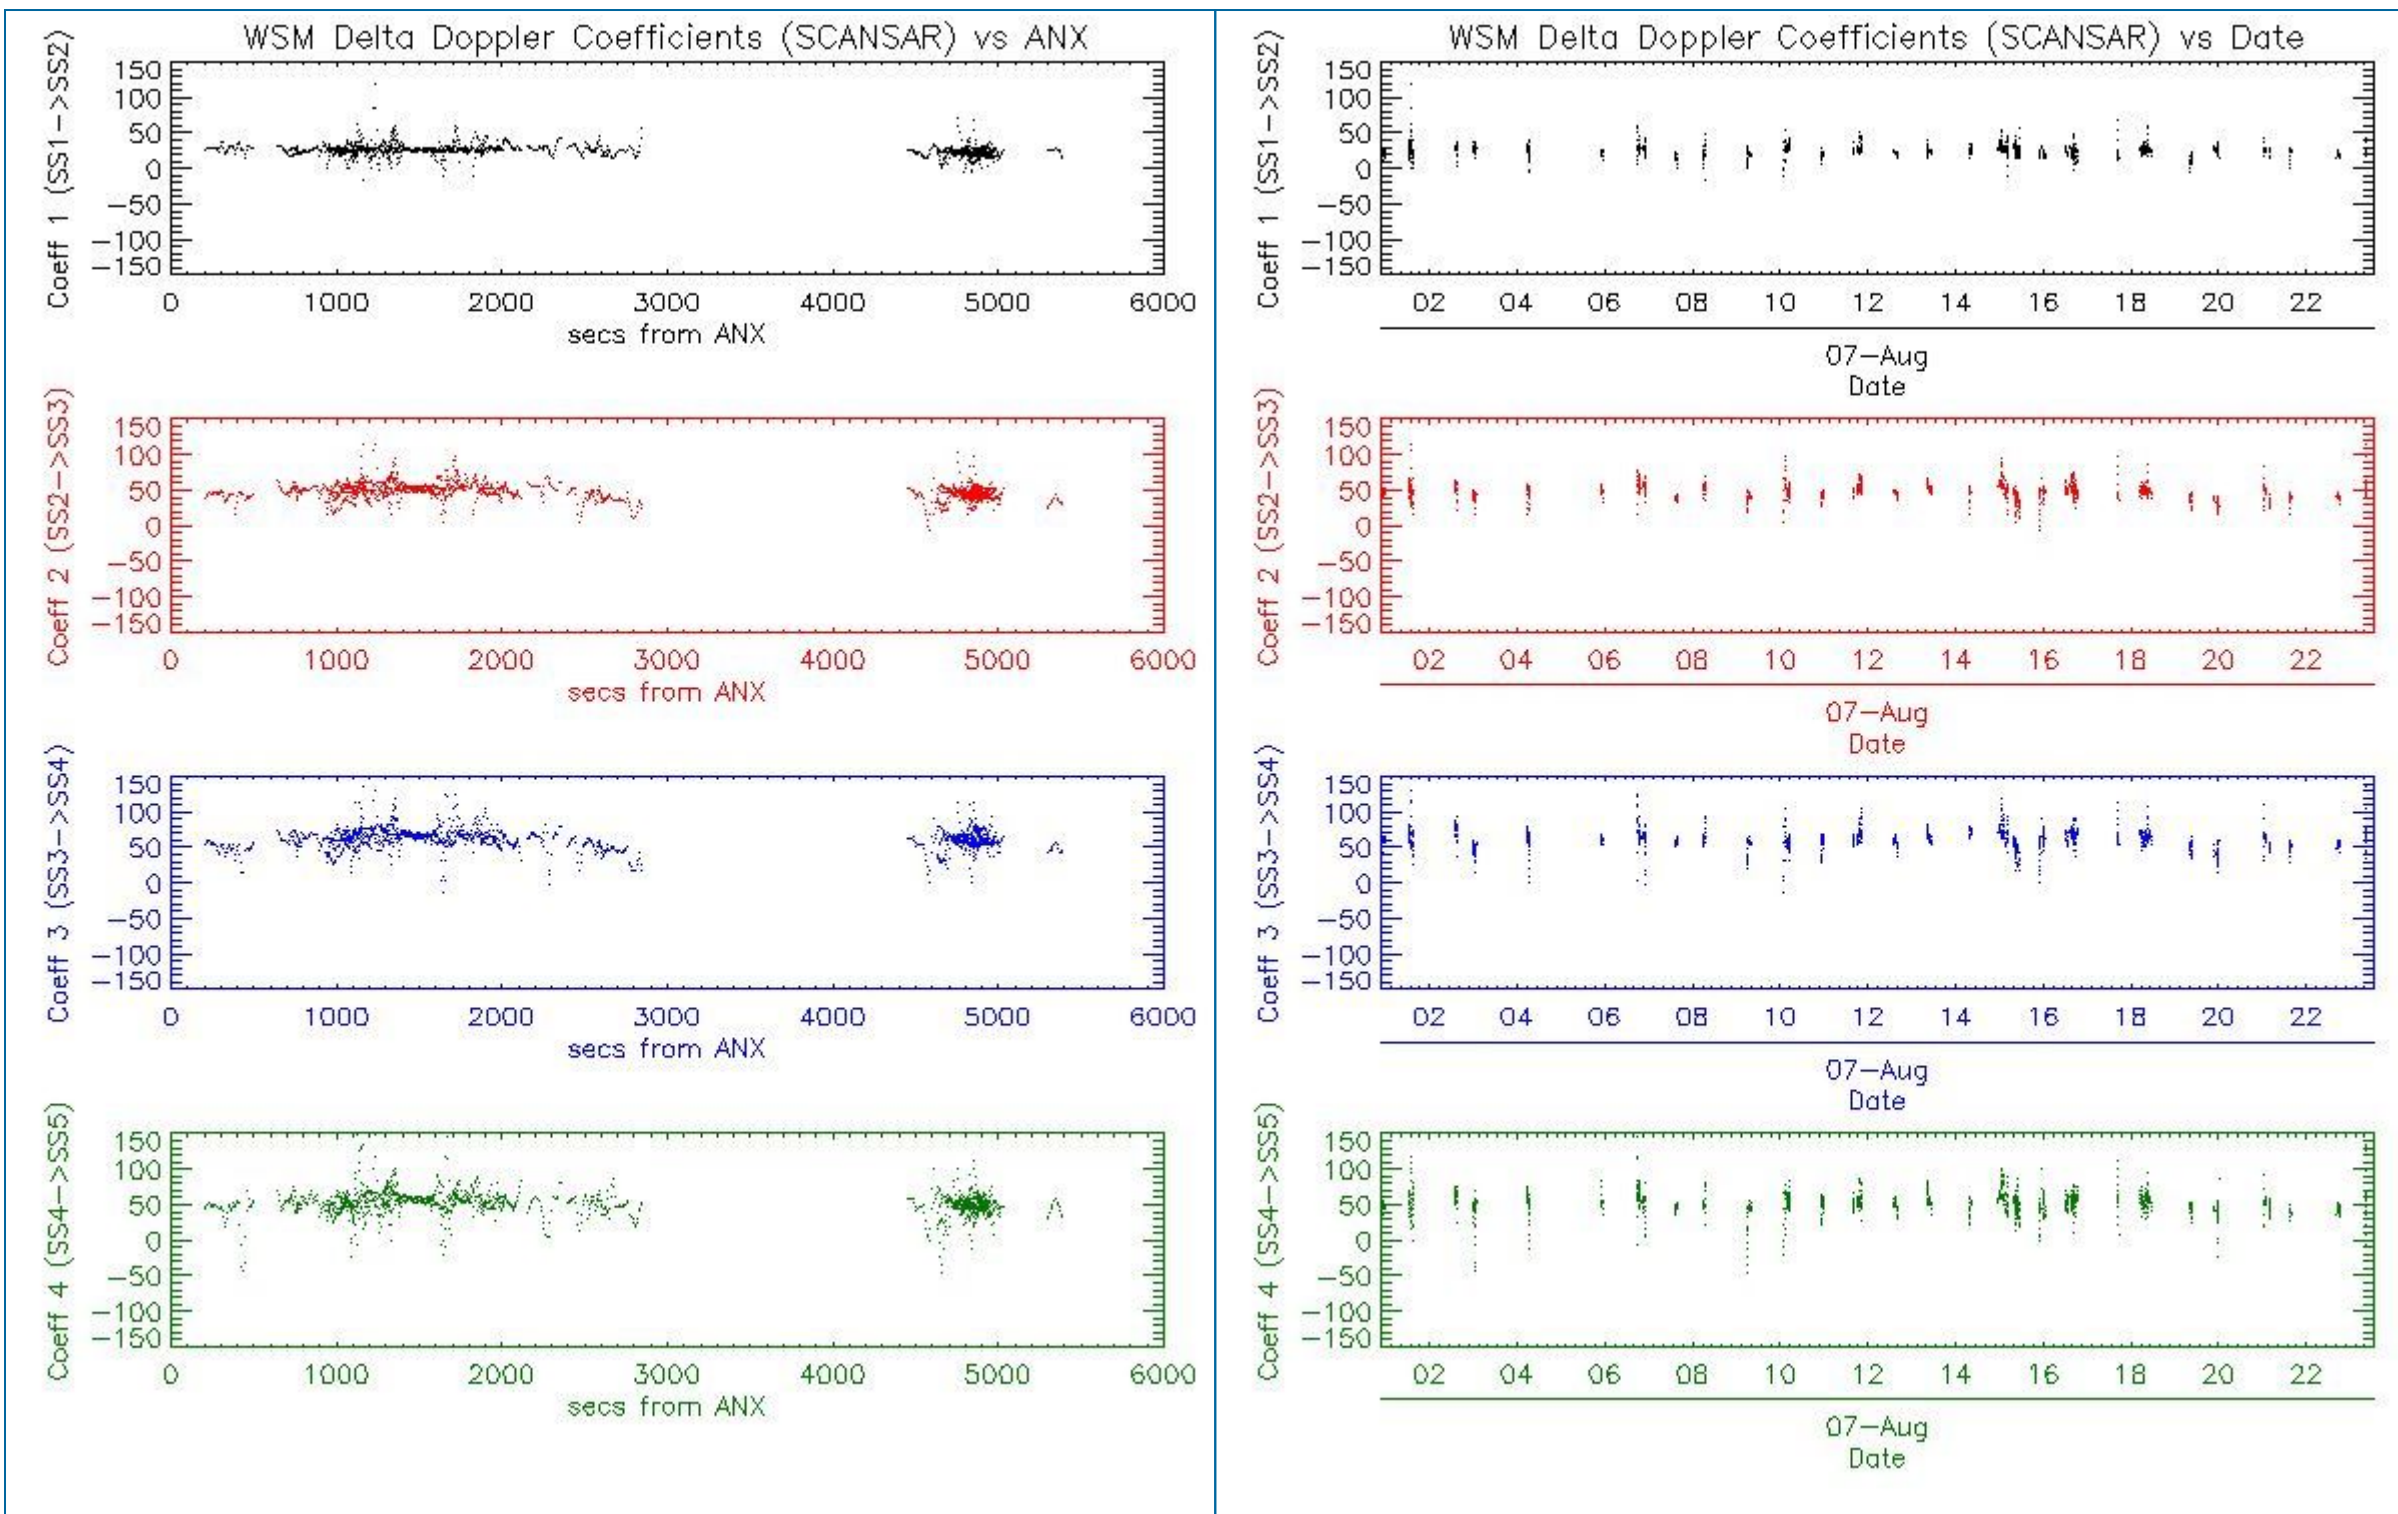 WSM Delta Doppler Coefficients (SCANSAR) vs ANX
Coeff 1 (SS1->SS2)
150
100
50
0
-50
-100
-150
0 1000 2000 3000 4000 5000 6000
secs from ANX
Coeff 2 (SS2->SS3)
150
100
50
0
-50
-100
-150
0 1000 2000 3000 4000 5000 6000
secs from ANX
Coeff 3 (SS3->SS4)
150
100
50
0
-50
-100
-150
0 1000 2000 3000 4000 5000 6000
secs from ANX
Coeff 4 (SS4->SS5)
150
100
50
0
-50
-100
-150
0 1000 2000 3000 4000 5000 6000
secs from ANX
WSM Delta Doppler Coefficients (SCANSAR) vs Date
Coeff 1 (SS1->SS2)
150
100
50
0
-50
-100
-150
02 04 06 08 10 12 14 16 18 20 22
07-Aug
Date
Coeff 2 (SS2->SS3)
150
100
50
0
-50
-100
-150
02 04 06 08 10 12 14 16 18 20 22
07-Aug
Date
Coeff 3 (SS3->SS4)
150
100
50
0
-50
-100
-150
02 04 06 08 10 12 14 16 18 20 22
07-Aug
Date
Coeff 4 (SS4->SS5)
150
100
50
0
-50
-100
-150
02 04 06 08 10 12 14 16 18 20 22
07-Aug
Date